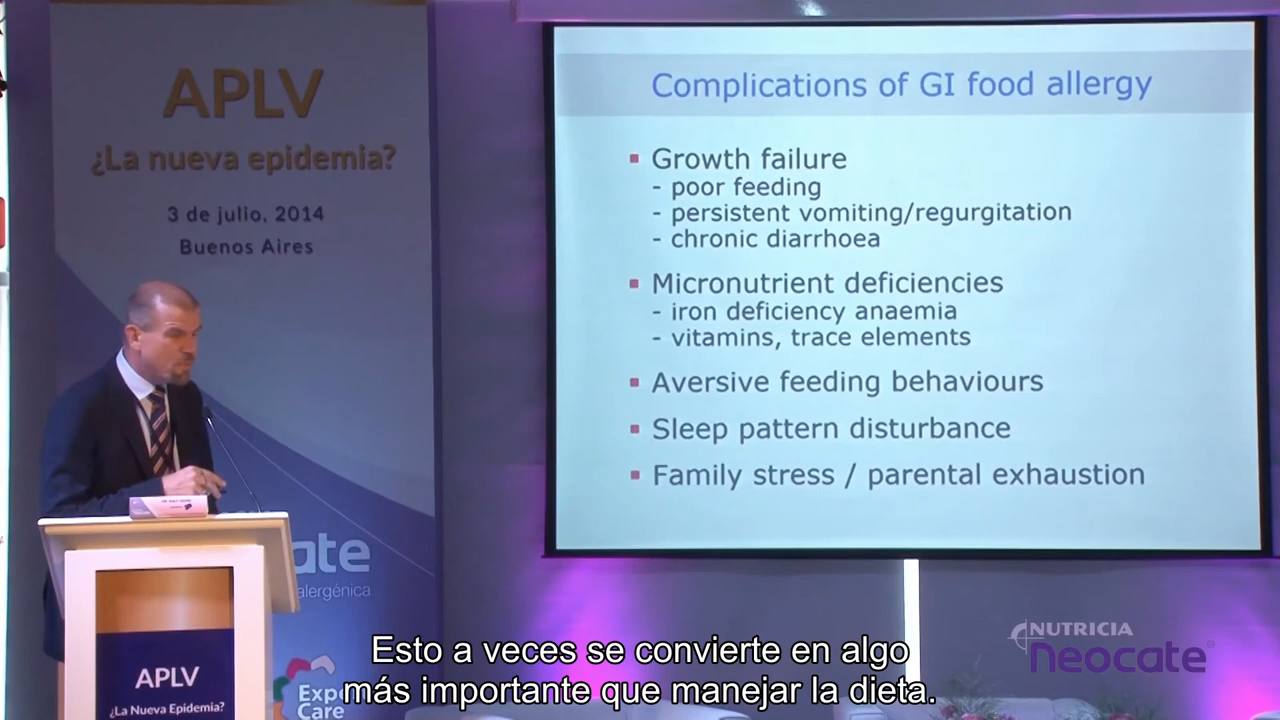 APLV
¿La nueva epidemia?
3 de julio, 2014
Buenos Aires
Complications of GI food allergy
▪ Growth failure
- poor feeding
- persistent vomiting/regurgitation
- chronic diarrhoea
▪ Micronutrient deficiencies
- iron deficiency anaemia
- vitamins, trace elements
▪ Aversive feeding behaviours
▪ Sleep pattern disturbance
▪ Family stress / parental exhaustion
cate
alergénica
APLV
¿La Nueva Epidemia?
Care
NUTRICIA
neocate
Esto a veces se convierte en algo
más importante que manejar la dieta.